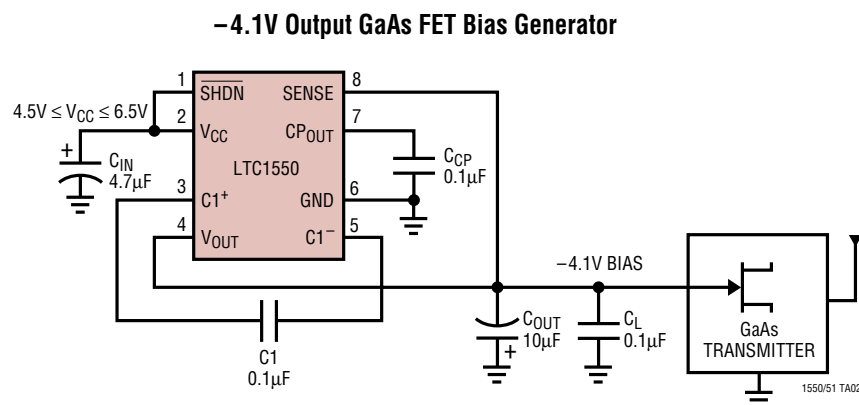 –4.1V Output GaAs FET Bias Generator
4.5V ≤ VCC ≤ 6.5V
1
SHDN
2
VCC
3
C1+
4
VOUT
LTC1550
8
SENSE
7
CPOUT
6
GND
5
C1–
+
CIN
4.7µF
CCP
0.1µF
C1
0.1µF
–4.1V BIAS
COUT
10µF
+
CL
0.1µF
GaAs
TRANSMITTER
1550/51 TA02